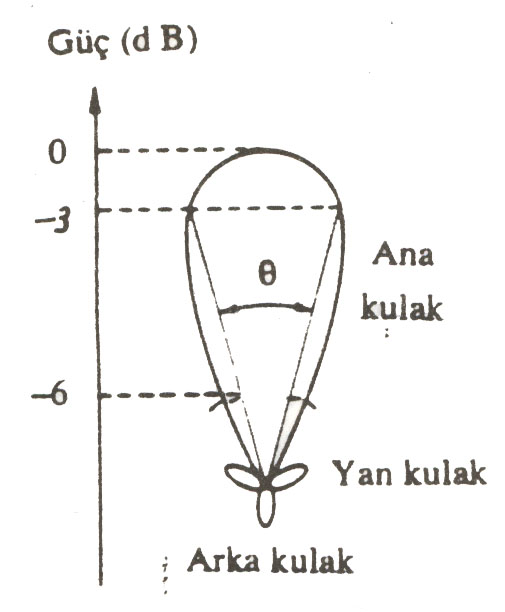 Güç (d B)
0
-3
θ
Ana
kulak
-6
Yan kulak
Arka kulak